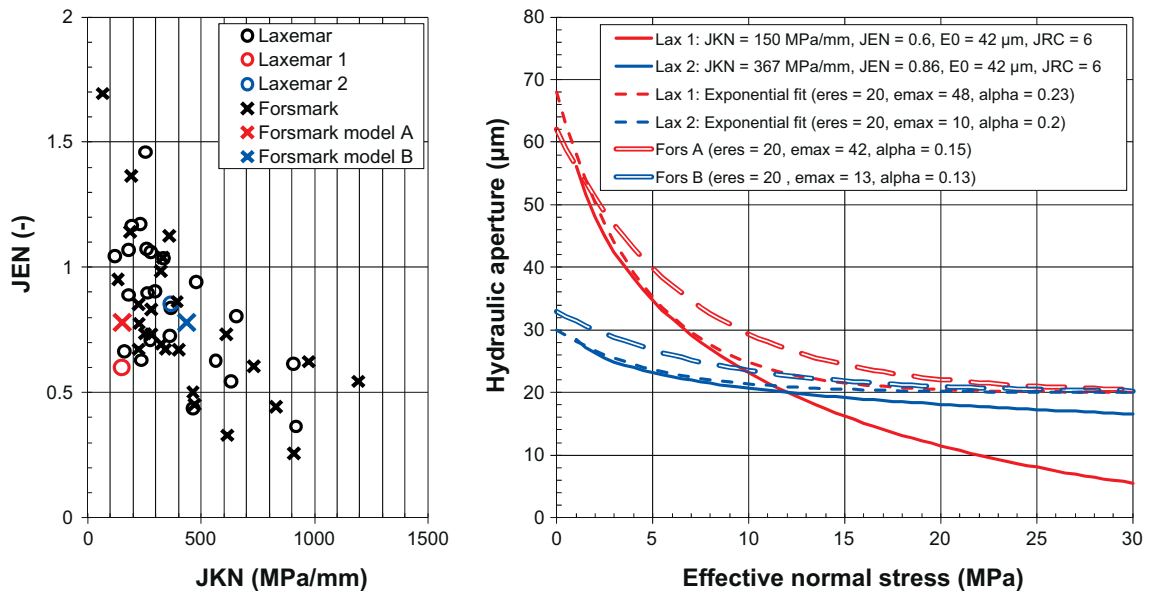 2
1.5
1
0.5
0
JEN (-)
0
500
1000
1500
JKN (MPa/mm)
Laxemar
Laxemar 1
Laxemar 2
Forsmark
Forsmark model A
Forsmark model B
80
70
60
50
40
30
20
10
0
Hydraulic aperture (µm)
0
5
10
15
20
25
30
Effective normal stress (MPa)
Lax 1: JKN = 150 MPa/mm, JEN = 0.6, E0 = 42 µm, JRC = 6
Lax 2: JKN = 367 MPa/mm, JEN = 0.86, E0 = 42 µm, JRC = 6
Lax 1: Exponential fit (eres = 20, emax = 48, alpha = 0.23)
Lax 2: Exponential fit (eres = 20, emax = 10, alpha = 0.2)
Fors A (eres = 20, emax = 42, alpha = 0.15)
Fors B (eres = 20 , emax = 13, alpha = 0.13)